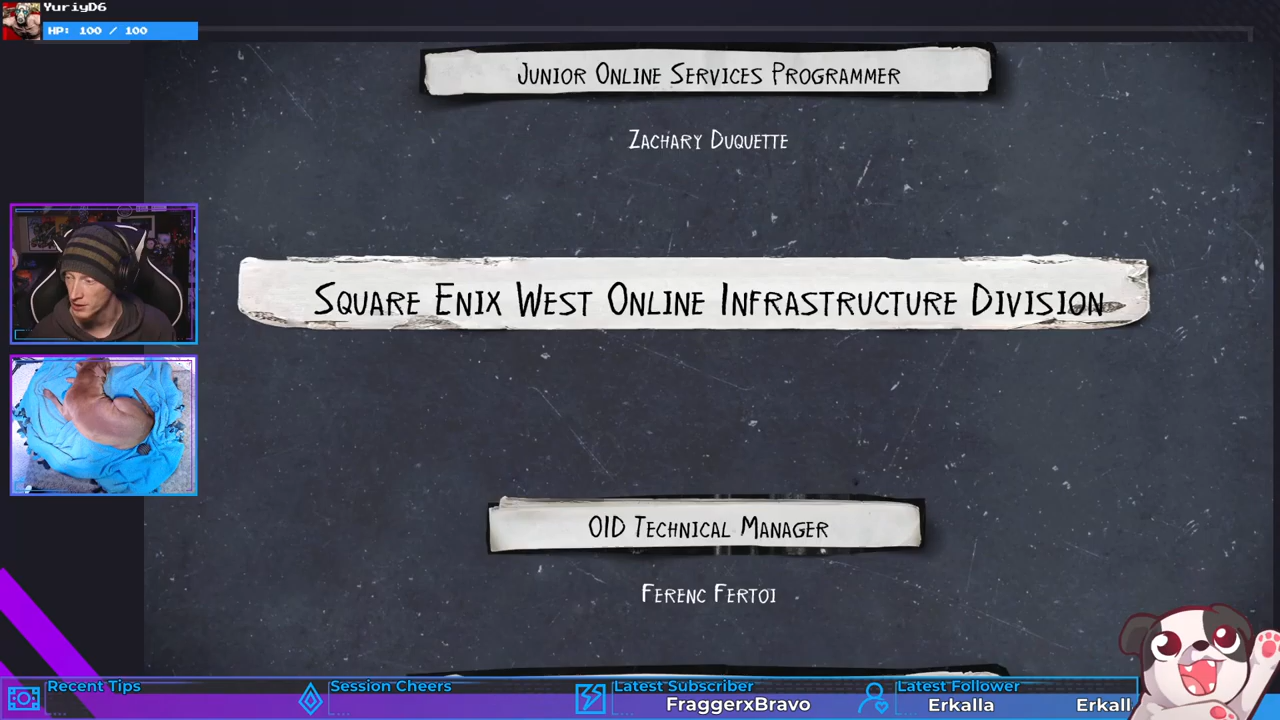 YuriyD6
HP: 100 / 100
Junior Online Services Programmer
Zachary Duquette
Square Enix West Online Infrastructure Division
OID Technical Manager
Ferenc Fertoi
Recent Tips
Session Cheers
Latest Subscriber
FraggerxBravo
Latest Follower
Erkalla
Erkall